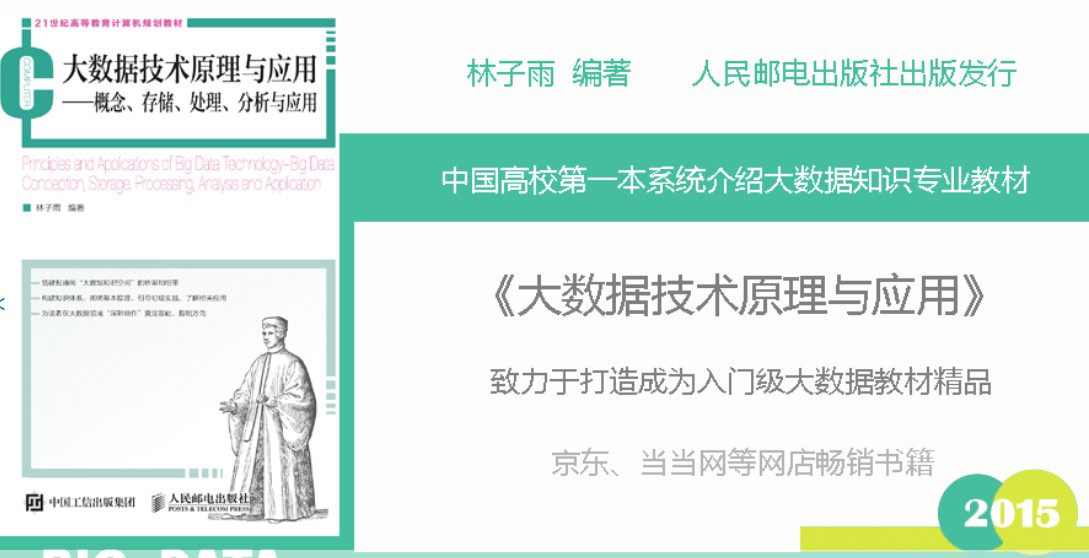 21世纪高等教育计算机规划教材
COMPUTER
大数据技术原理与应用
——概念、存储、处理、分析与应用
Principles and Applications of Big Data Technology-Big Data
Conception, Storage, Processing, Analysis and Application
林子雨 编著
搭建起通向“大数据知识空间”的桥梁和纽带
构建知识体系、阐明基本原理、引导初级实践、了解相关应用
为读者在大数据领域“深耕细作”奠定基础、指明方向
中国工信出版集团
人民邮电出版社
POSTS & TELECOM PRESS
林子雨 编著 人民邮电出版社出版发行
中国高校第一本系统介绍大数据知识专业教材
《大数据技术原理与应用》
致力于打造成为入门级大数据教材精品
京东、当当网等网店畅销书籍
2015
BIG DATA